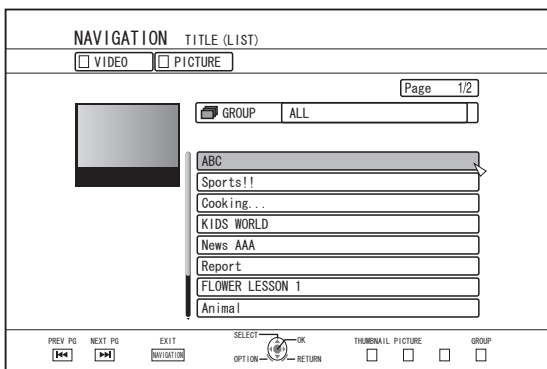 NAVIGATION TITLE (LIST)
VIDEO PICTURE
Page 1/2
GROUP ALL
ABC
Sports!!
Cooking...
KIDS WORLD
News AAA
Report
FLOWER LESSON 1
Animal
PREV PG NEXT PG EXIT SELECT OK THUMBNAIL PICTURE GROUP
NAVIGATION OPTION RETURN